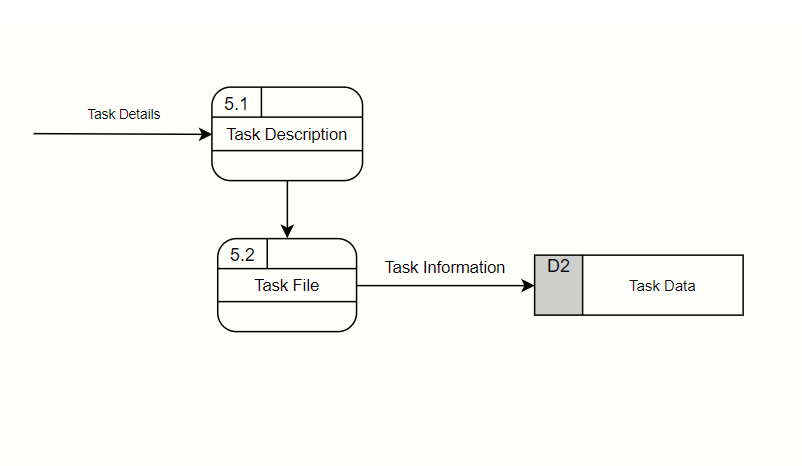 5.1
Task Details
Task Description
5.2
Task Information
D2
Task File
Task Data